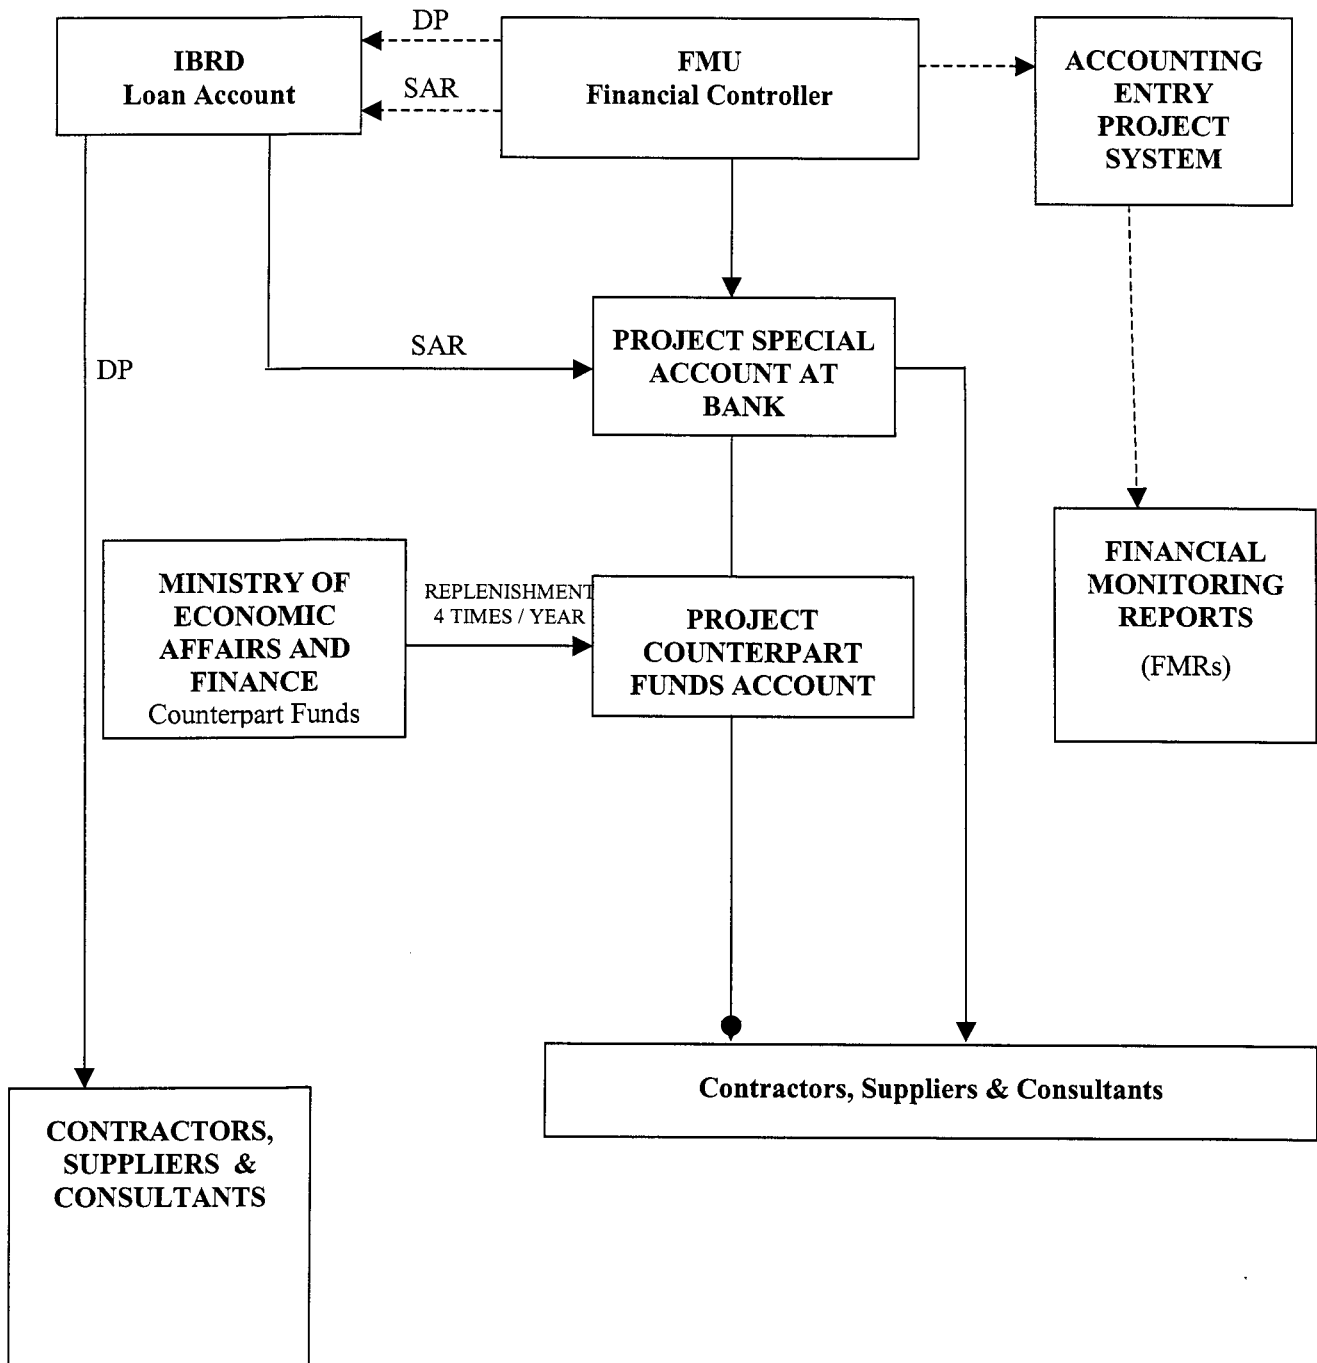 DP
IBRD
Loan Account
SAR
FMU
Financial Controller
ACCOUNTING
ENTRY
PROJECT
SYSTEM
DP
SAR
PROJECT SPECIAL
ACCOUNT AT
BANK
MINISTRY OF
ECONOMIC
AFFAIRS AND
FINANCE
Counterpart Funds
REPLENISHMENT
4 TIMES / YEAR
PROJECT
COUNTERPART
FUNDS ACCOUNT
FINANCIAL
MONITORING
REPORTS
(FMRs)
Contractors, Suppliers & Consultants
CONTRACTORS,
SUPPLIERS &
CONSULTANTS